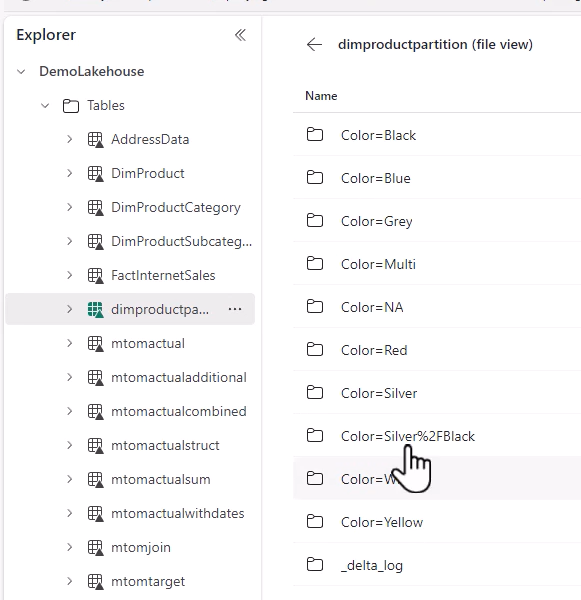 Explorer
DemoLakehouse
Tables
AddressData
DimProduct
DimProductCategory
DimProductSubcateg...
FactInternetSales
dimproductpa...
mtomactual
mtomactualadditional
mtomactualcombined
mtomactualstruct
mtomactualsum
mtomactualwithdates
mtomjoin
mtomtarget
dimproductpartition (file view)
Name
Color=Black
Color=Blue
Color=Grey
Color=Multi
Color=NA
Color=Red
Color=Silver
Color=Silver%2FBlack
Color=Yellow
_delta_log